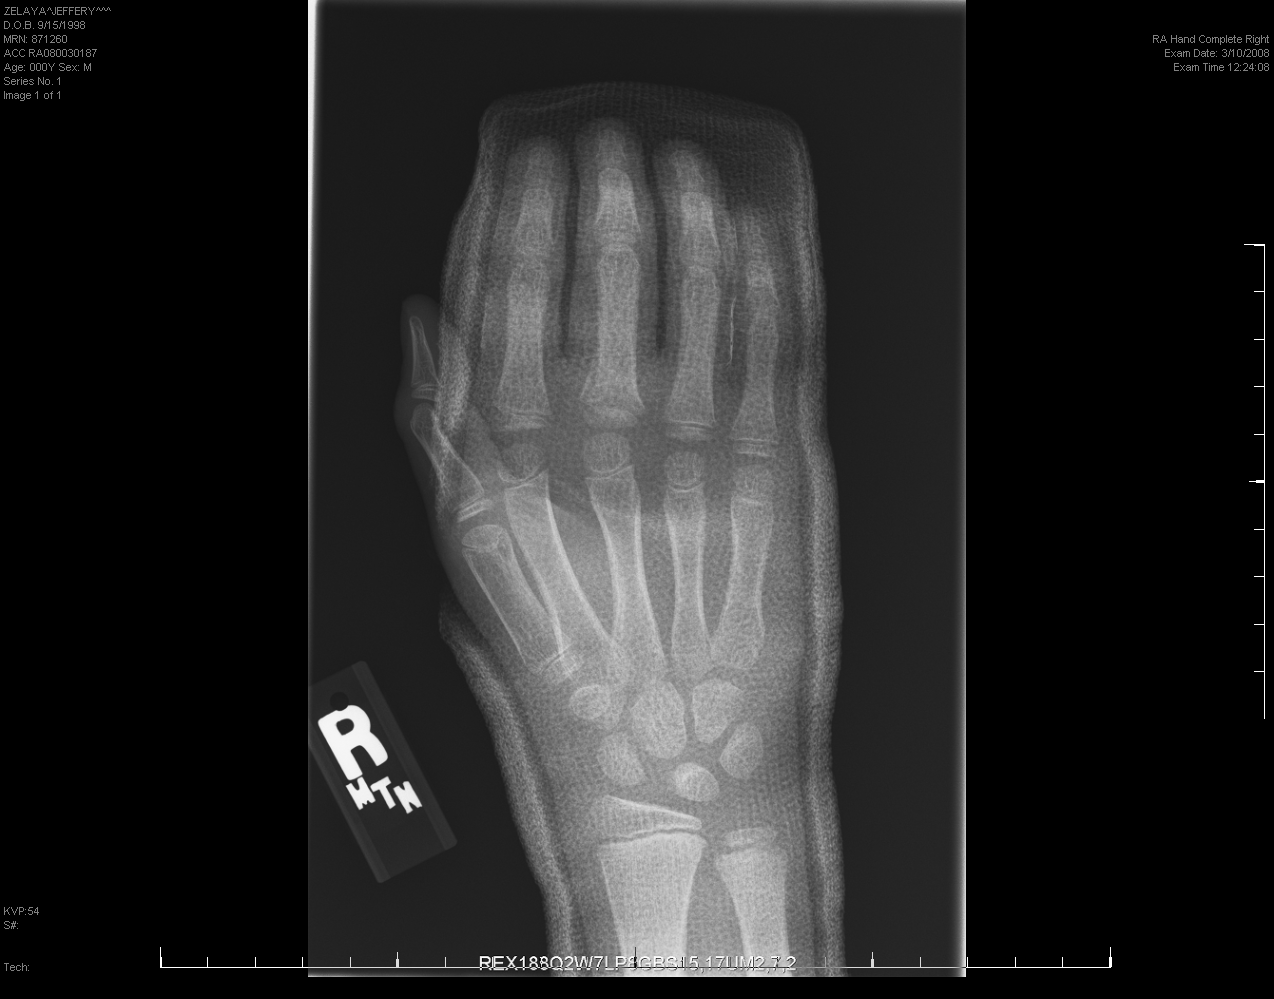 ZELAYA^JEFFERY^^^
D.O.B. 9/15/1998
MRN: 871260
ACC RA080030187
Age: 000Y Sex: M
Series No. 1
Image 1 of 1
RA Hand Complete Right
Exam Date: 3/10/2008
Exam Time 12:24:08
R
MTN
KVP:54
S#:
Tech: